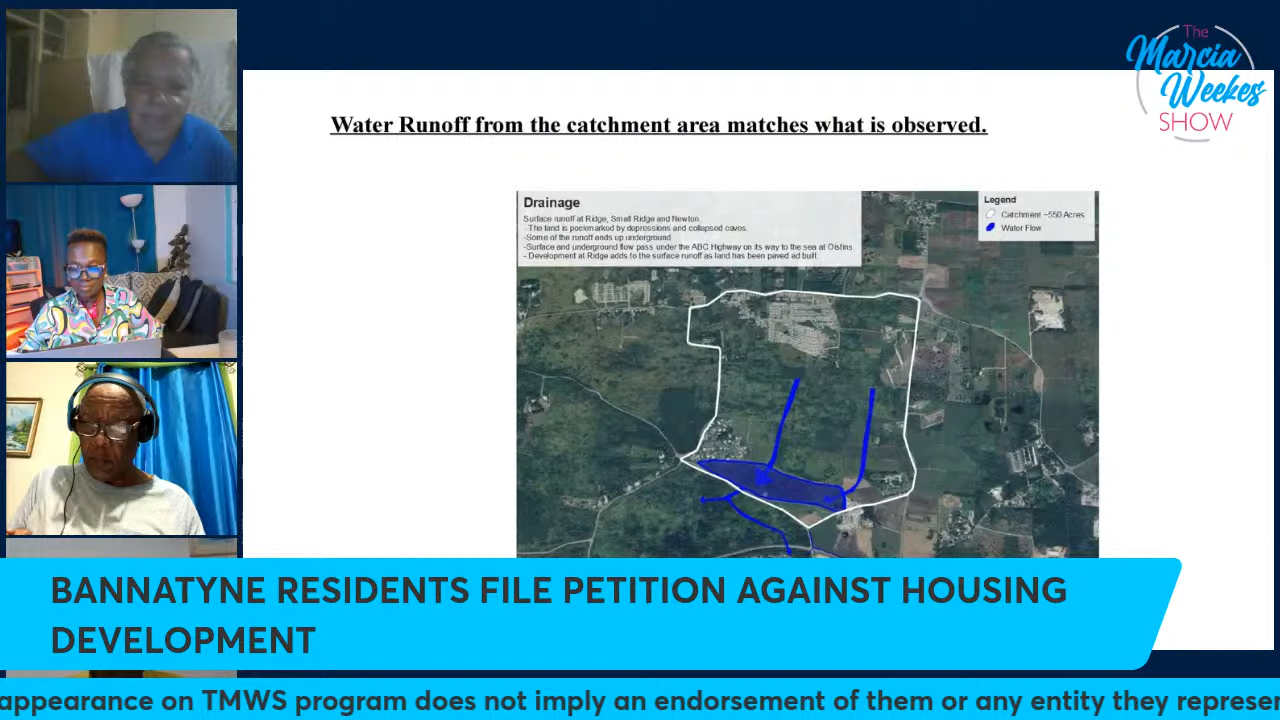 The
Marcia
Weekes
SHOW
Water Runoff from the catchment area matches what is observed.
Drainage
Surface runoff at Ridge, Small Ridge and Newton.
- The land is pockmarked by depressions and collapsed caves.
-Some of the runoff ends up underground
-Surface and underground flow pass under the ABC Highway on its way to the sea at Oistins.
- Development at Ridge adds to the surface runoff as land has been paved ad built.
Legend
Catchment ~550 Acres
Water Flow
BANNATYNE RESIDENTS FILE PETITION AGAINST HOUSING
DEVELOPMENT
appearance on TMWS program does not imply an endorsement of them or any entity they represen